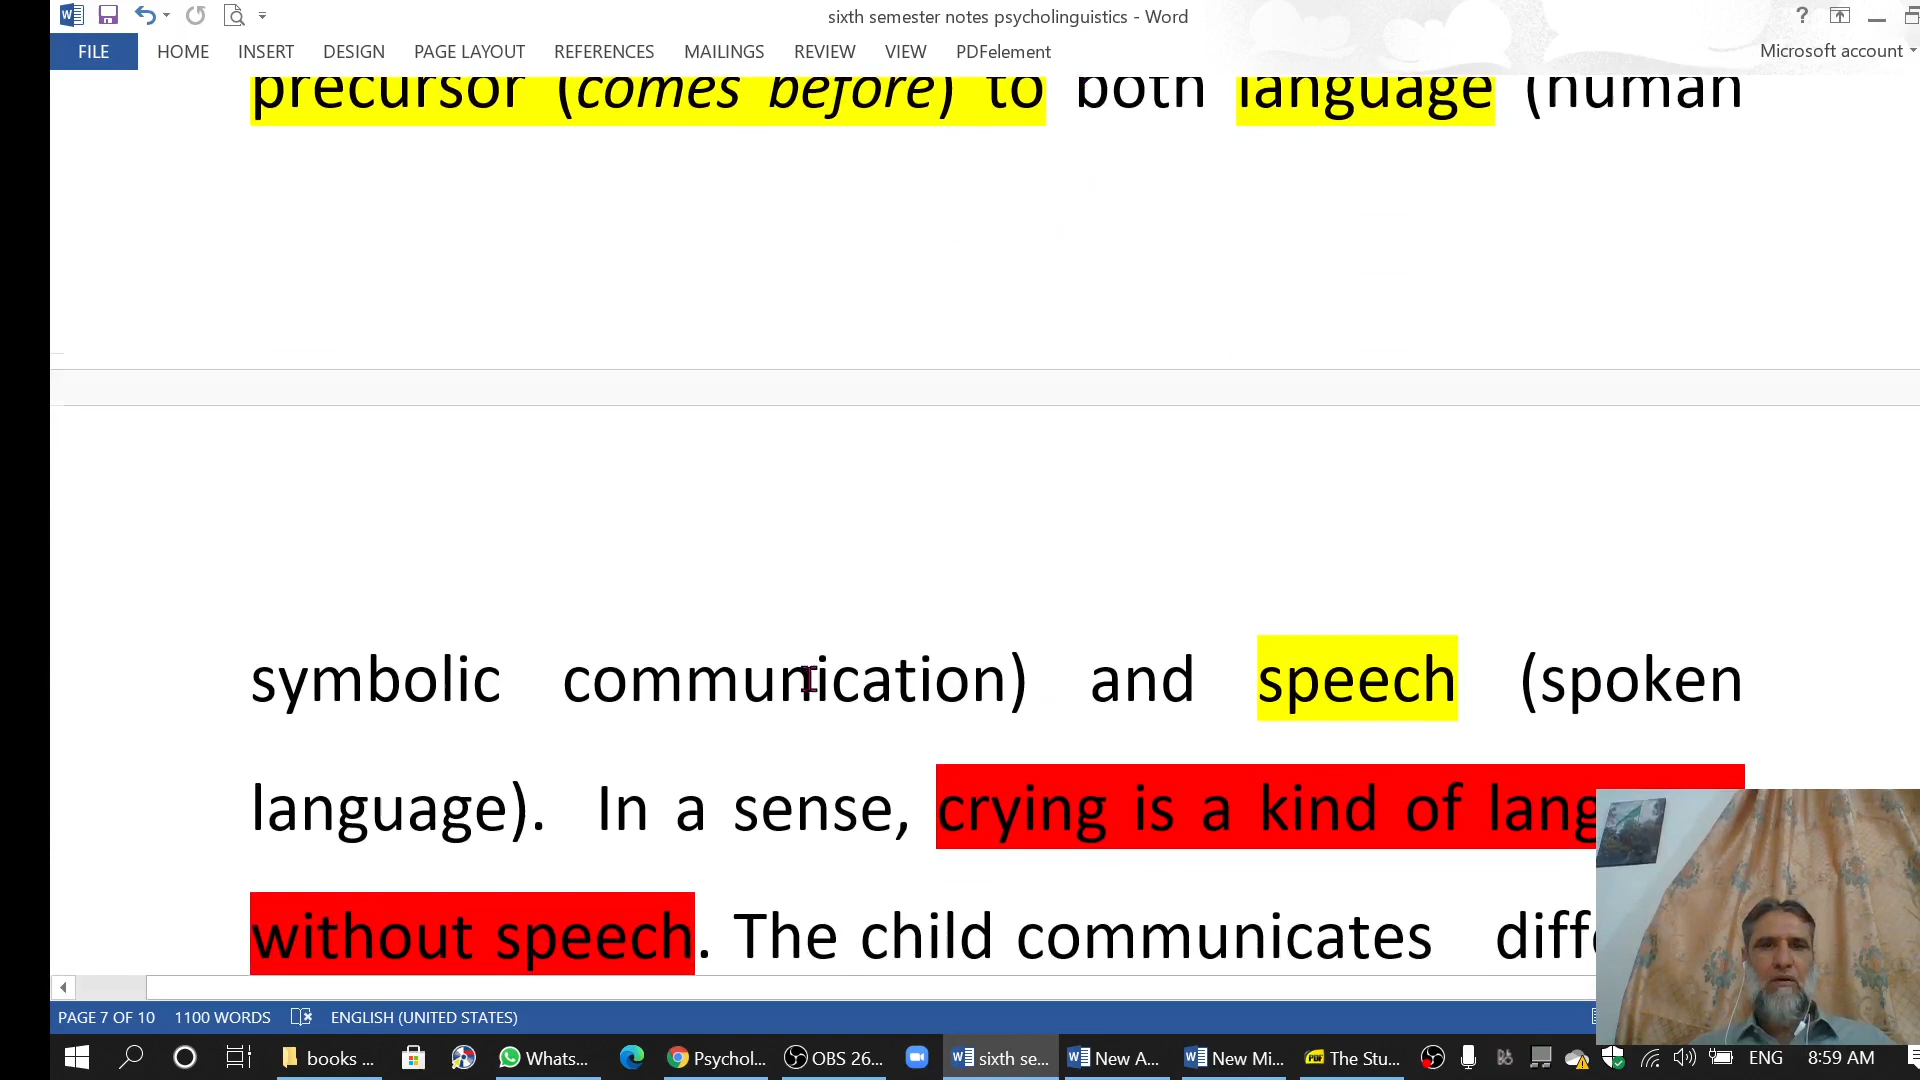 sixth semester notes psycholinguistics - Word
FILE HOME INSERT DESIGN PAGE LAYOUT REFERENCES MAILINGS REVIEW VIEW PDFelement Microsoft account
precursor (comes before) to both language (human
symbolic communication) and speech (spoken
language). In a sense, crying is a kind of lang
without speech. The child communicates diffe
PAGE 7 OF 10 1100 WORDS ENGLISH (UNITED STATES)
books ... Whats... Psychol... OBS 26... sixth se... New A... New Mi... PDF The Stu... ENG 8:59 AM